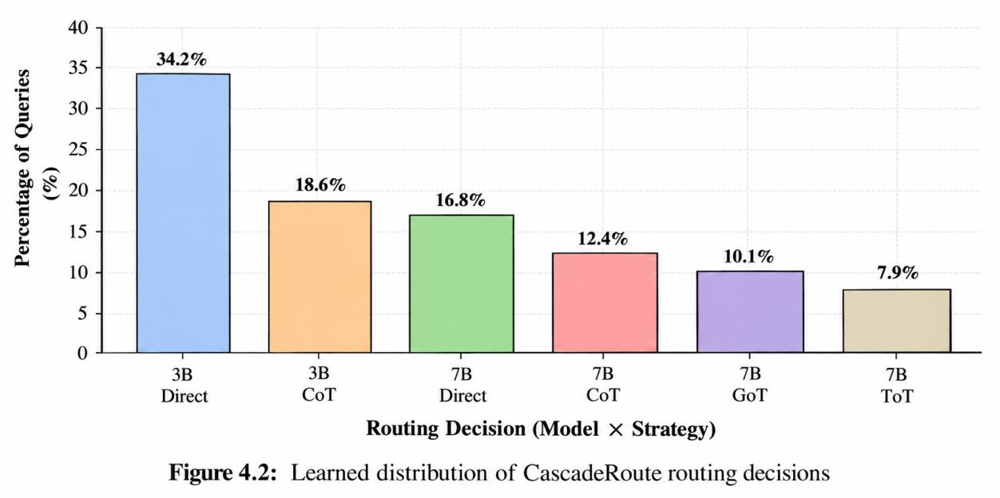 40
35
30
25
20
15
10
5
0
Percentage of Queries
(%)
34.2%
18.6%
16.8%
12.4%
10.1%
7.9%
3B
Direct
3B
CoT
7B
Direct
7B
CoT
7B
GoT
7B
ToT
Routing Decision (Model × Strategy)
Figure 4.2: Learned distribution of CascadeRoute routing decisions